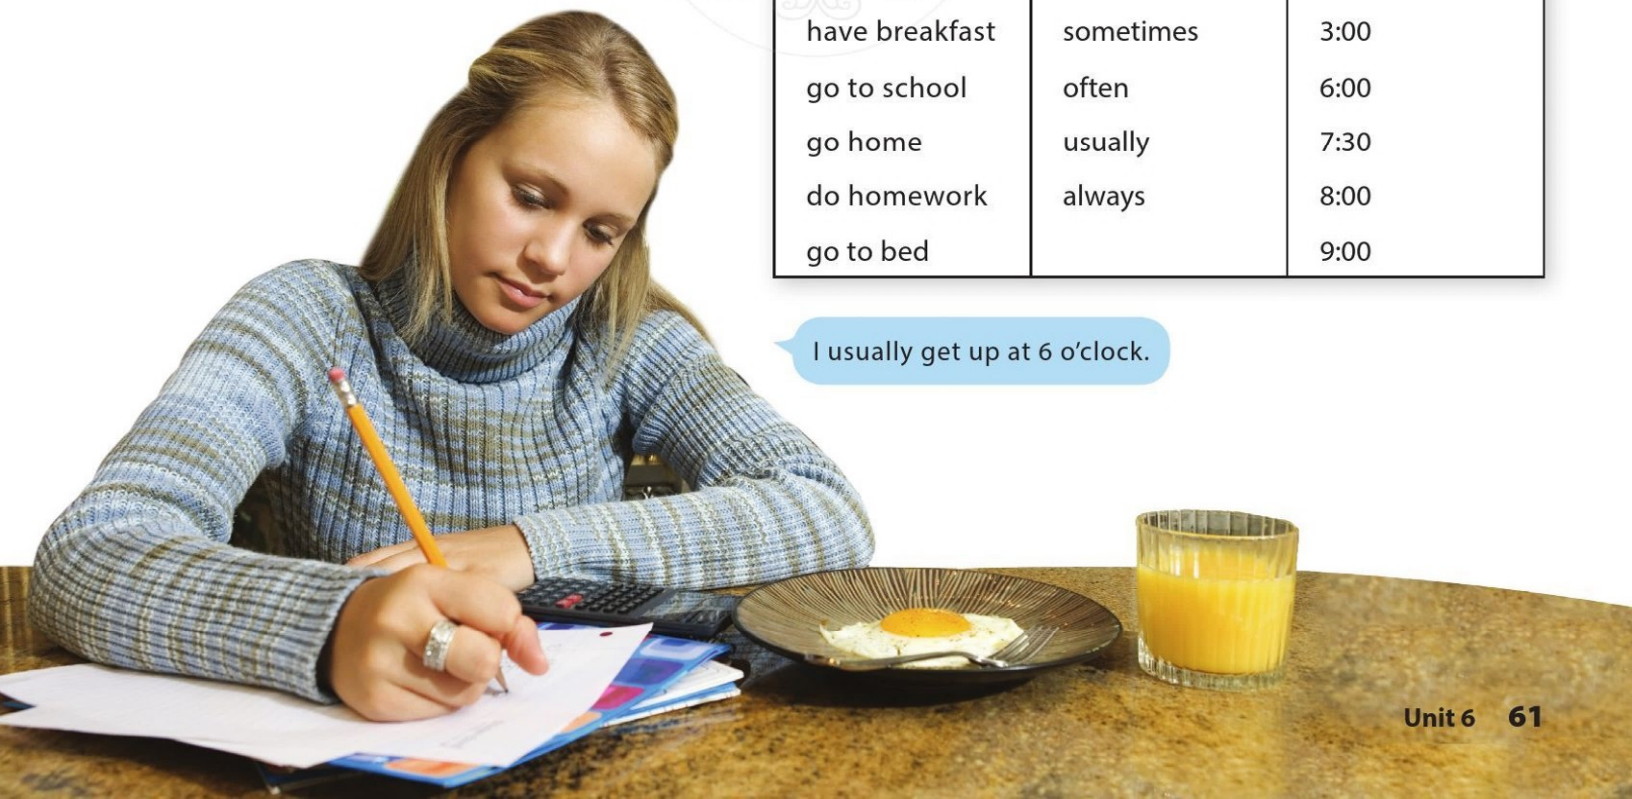 have breakfast sometimes 3:00
go to school often 6:00
go home usually 7:30
do homework always 8:00
go to bed 9:00
I usually get up at 6 o’clock.
Unit 6 61